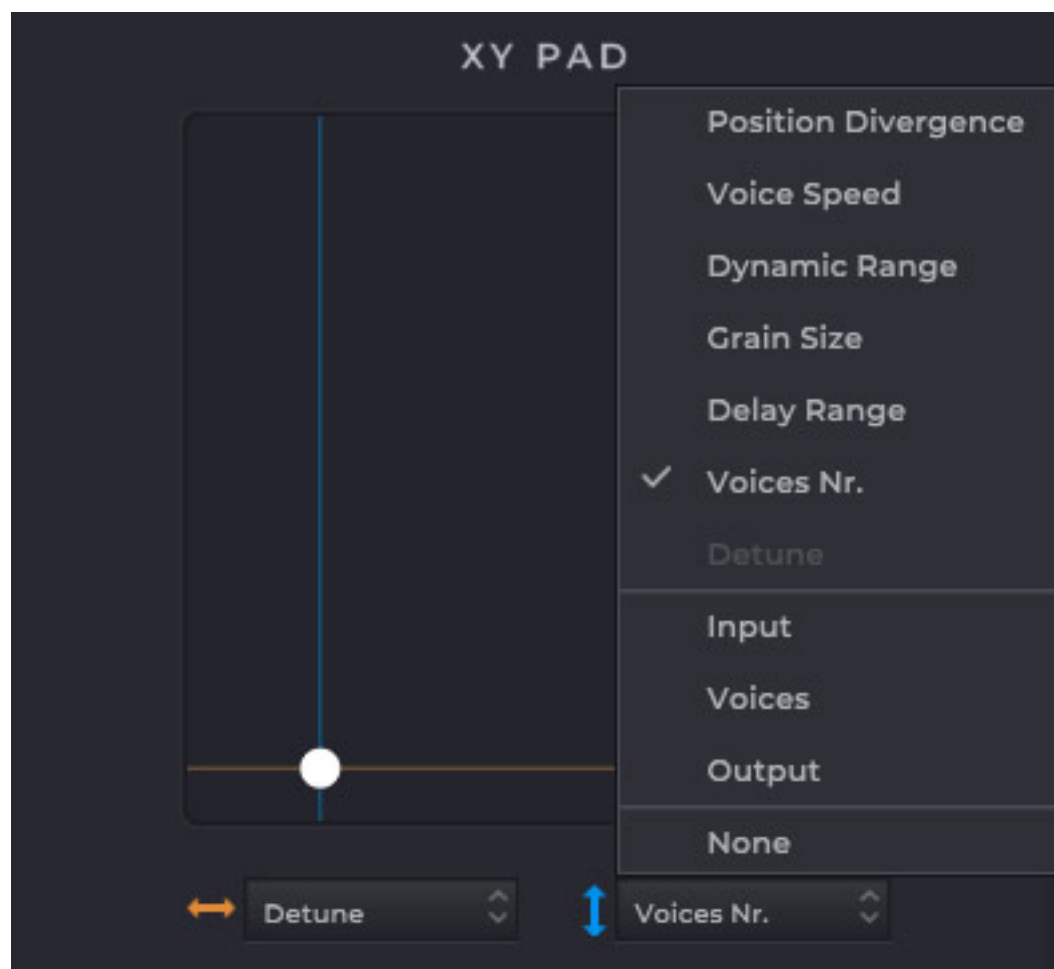 XY PAD
Position Divergence
Voice Speed
Dynamic Range
Grain Size
Delay Range
Voices Nr.
Detune
Input
Voices
Output
None
Detune
Voices Nr.